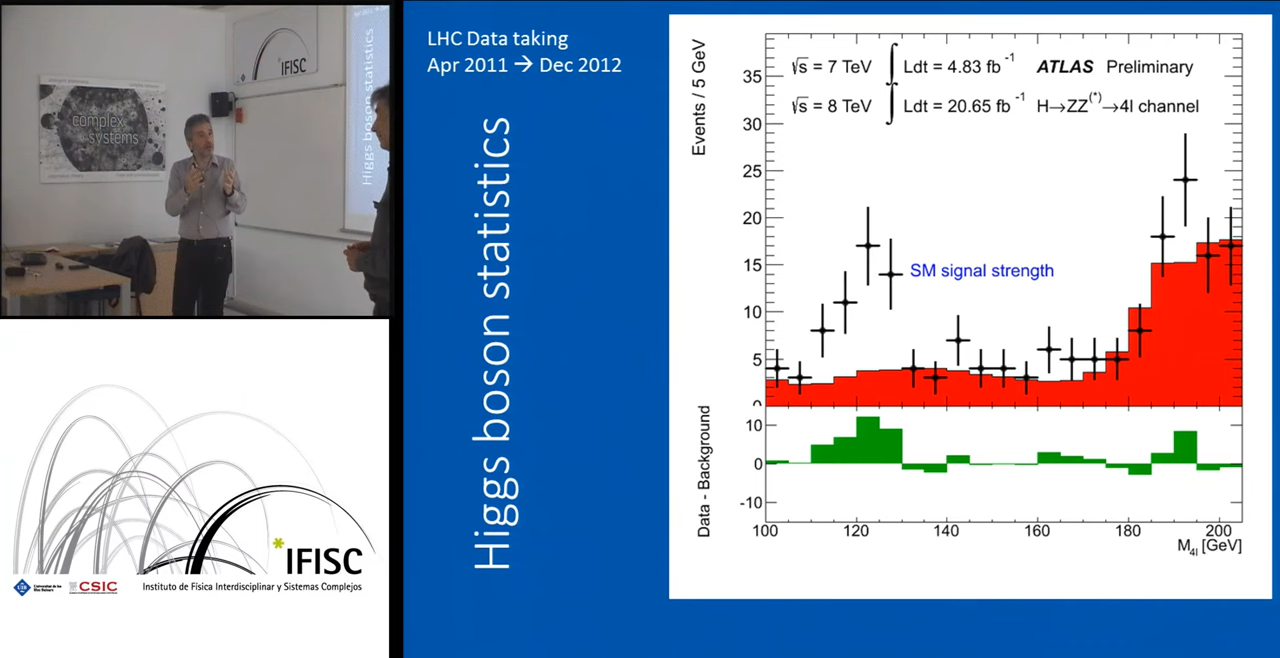 complex
systems
IFISC
Higgs boson statistics
LHC Data taking
Apr 2011 → Dec 2012
Higgs boson statistics
√s = 7 TeV ∫ Ldt = 4.83 fb⁻¹ ATLAS Preliminary
√s = 8 TeV ∫ Ldt = 20.65 fb⁻¹ H→ZZ⁽*⁾→4l channel
Events / 5 GeV
35
30
25
20
15
10
5
0
SM signal strength
Data - Background
10
0
-10
100 120 140 160 180 200
M4l [GeV]
*IFISC
UIB
CSIC
Instituto de Física Interdisciplinar y Sistemas Complejos